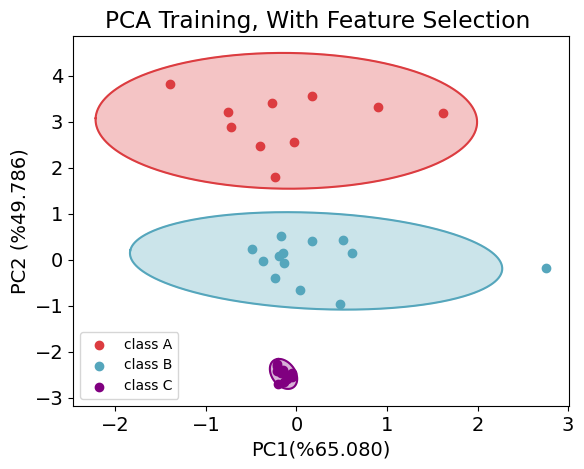 PCA Training, With Feature Selection
4
3
2
1
0
−1
−2
−3
PC2 (%49.786)
class A
class B
class C
−2
−1
0
1
2
3
PC1(%65.080)